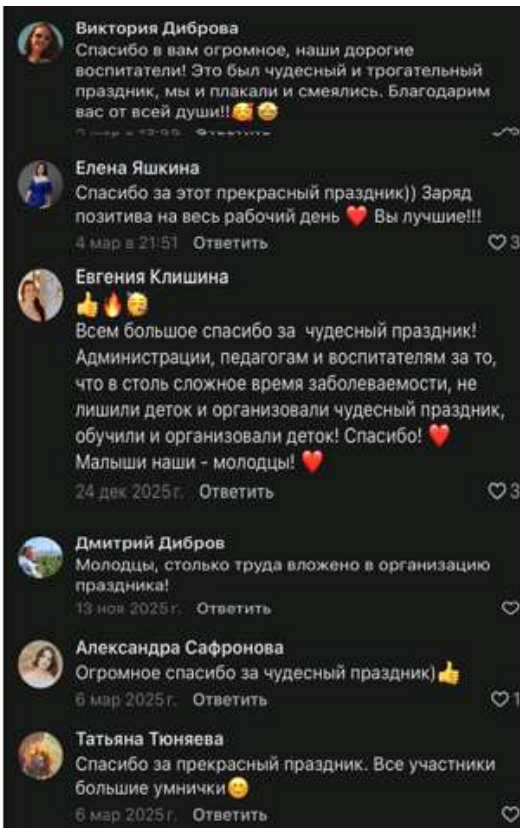 Виктория Диброва
Спасибо в вам огромное, наши дорогие
воспитатели! Это был чудесный и трогательный
праздник, мы и плакали и смеялись. Благодарим
вас от всей души!!🥰🤩
Елена Яшкина
Спасибо за этот прекрасный праздник)) Заряд
позитива на весь рабочий день ❤️ Вы лучшие!!!
4 мар в 21:51 Ответить 3
Евгения Клишина
👍🔥🥳
Всем большое спасибо за чудесный праздник!
Администрации, педагогам и воспитателям за то,
что в столь сложное время заболеваемости, не
лишили деток и организовали чудесный праздник,
обучили и организовали деток! Спасибо! ❤️
Малыши наши - молодцы! ❤️
24 дек 2025 г. Ответить 3
Дмитрий Дибров
Молодцы, столько труда вложено в организацию
праздника!
13 ноя 2025 г. Ответить
Александра Сафронова
Огромное спасибо за чудесный праздник)👍
6 мар 2025 г. Ответить 1
Татьяна Тюняева
Спасибо за прекрасный праздник. Все участники
большие умнички😊
6 мар 2025 г. Ответить